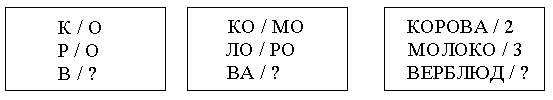 К / О
Р / О
В / ?
КО / МО
ЛО / РО
ВА / ?
КОРОВА / 2
МОЛОКО / 3
ВЕРБЛЮД / ?